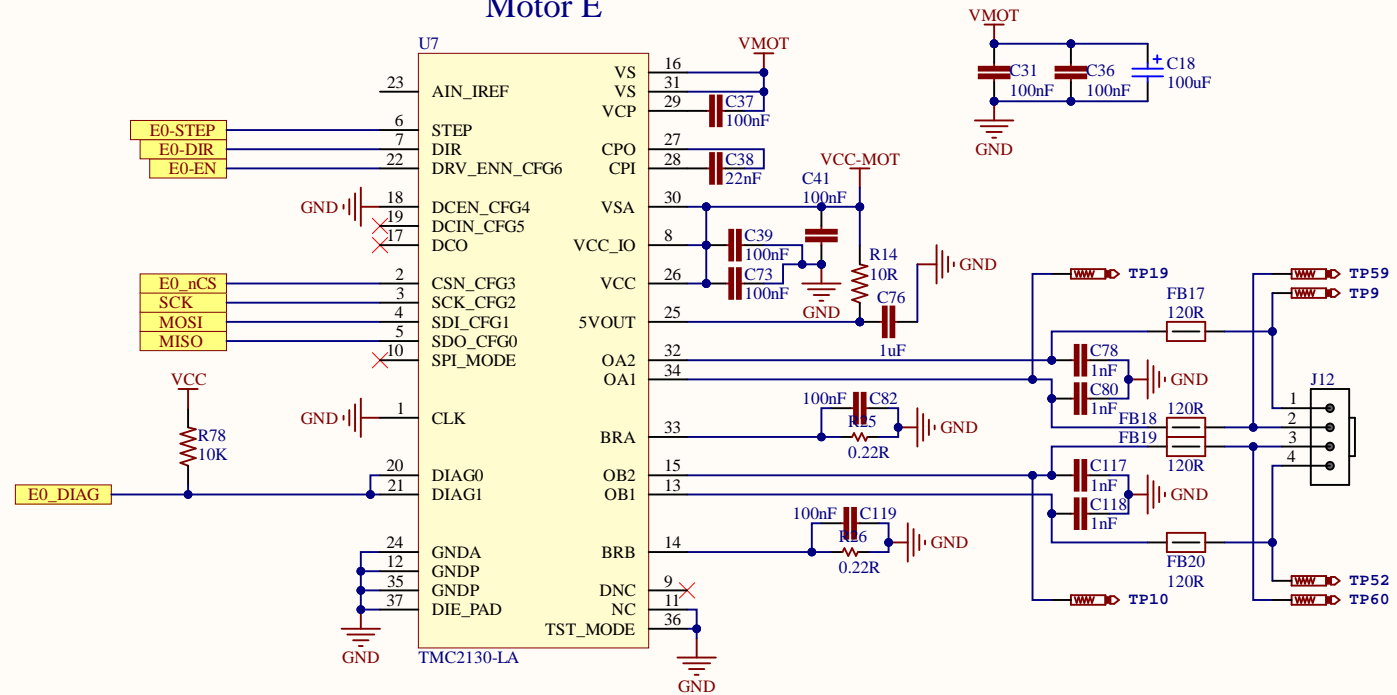 Motor E
U7
TMC2130-LA
23 AIN_IREF
6 STEP
7 DIR
22 DRV_ENN_CFG6
18 DCEN_CFG4
19 DCIN_CFG5
17 DCO
2 CSN_CFG3
3 SCK_CFG2
4 SDI_CFG1
5 SDO_CFG0
10 SPI_MODE
1 CLK
20 DIAG0
21 DIAG1
24 GNDA
12 GNDP
35 GNDP
37 DIE_PAD
VS 16
VS 31
VCP 29
CPO 27
CPI 28
VSA 30
VCC_IO 8
VCC 26
5VOUT 25
OA2 32
OA1 34
BRA 33
OB2 15
OB1 13
BRB 14
DNC 9
NC 11
TST_MODE 36
E0-STEP
E0-DIR
E0-EN
GND
E0_nCS
SCK
MOSI
MISO
VCC
GND
R78
10K
E0_DIAG
GND
VMOT
C37
100nF
C38
22nF
VCC-MOT
C41
100nF
C39
100nF
C73
100nF
GND
R14
10R
C76
1uF
GND
100nF C82
R25
0.22R
GND
100nF C119
R26
0.22R
GND
GND
VMOT
C31
100nF
C36
100nF
C18
+
100uF
GND
TP19
TP59
TP9
FB17
120R
C78
1nF
C80
1nF
GND
FB18
120R
FB19
120R
C117
1nF
C118
1nF
GND
FB20
120R
J12
1
2
3
4
TP52
TP10
TP60